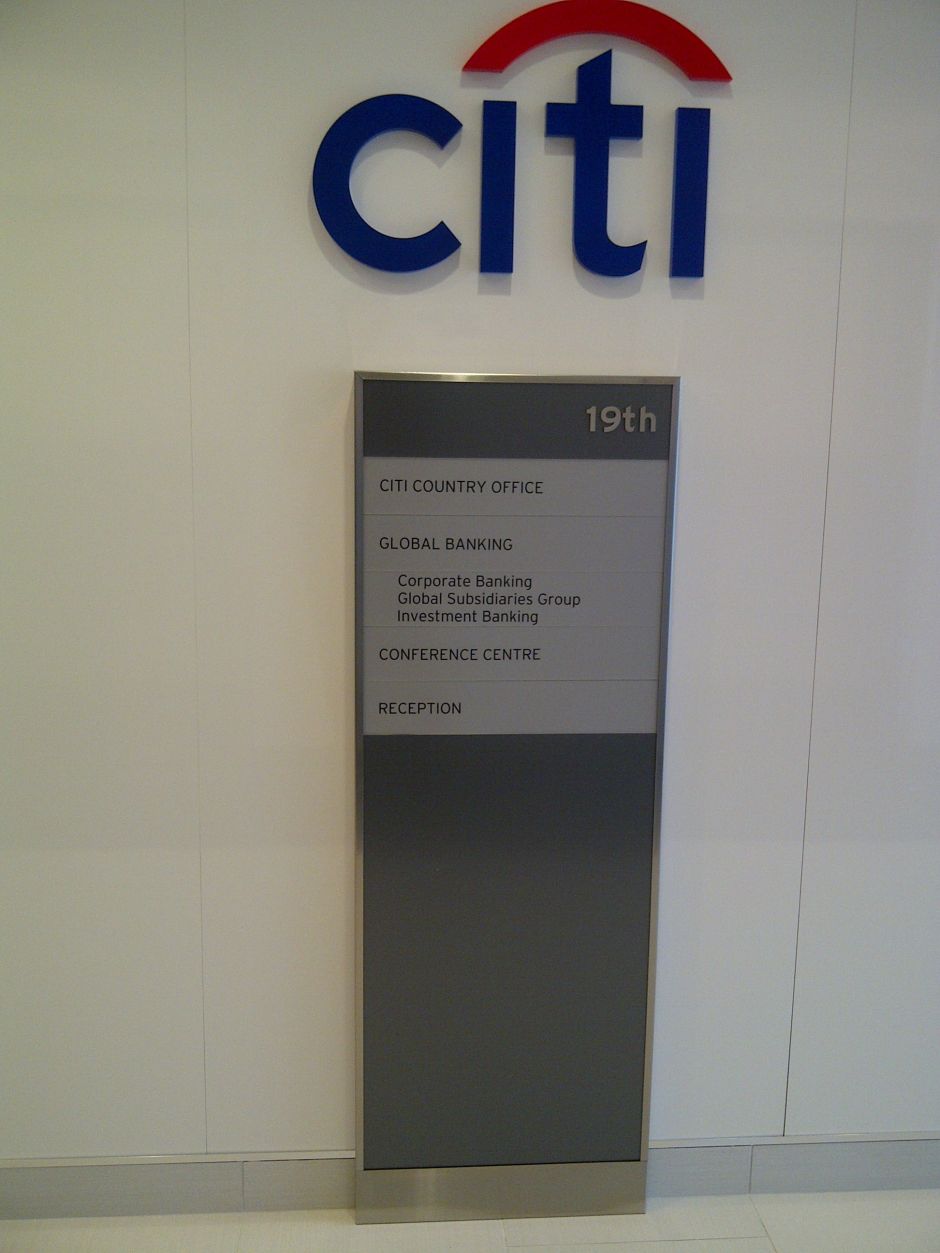 citi
19th
CITI COUNTRY OFFICE
GLOBAL BANKING
Corporate Banking
Global Subsidiaries Group
Investment Banking
CONFERENCE CENTRE
RECEPTION